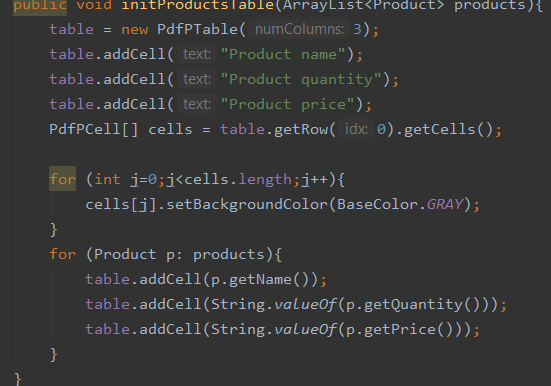 public void initProductsTable(ArrayList<Product> products){
table = new PdfPTable( numColumns: 3);
table.addCell( text: "Product name");
table.addCell( text: "Product quantity");
table.addCell( text: "Product price");
PdfPCell[] cells = table.getRow( idx: 0).getCells();
for (int j=0;j<cells.length;j++){
cells[j].setBackgroundColor(BaseColor.GRAY);
}
for (Product p: products){
table.addCell(p.getName());
table.addCell(String.valueOf(p.getQuantity()));
table.addCell(String.valueOf(p.getPrice()));
}
}